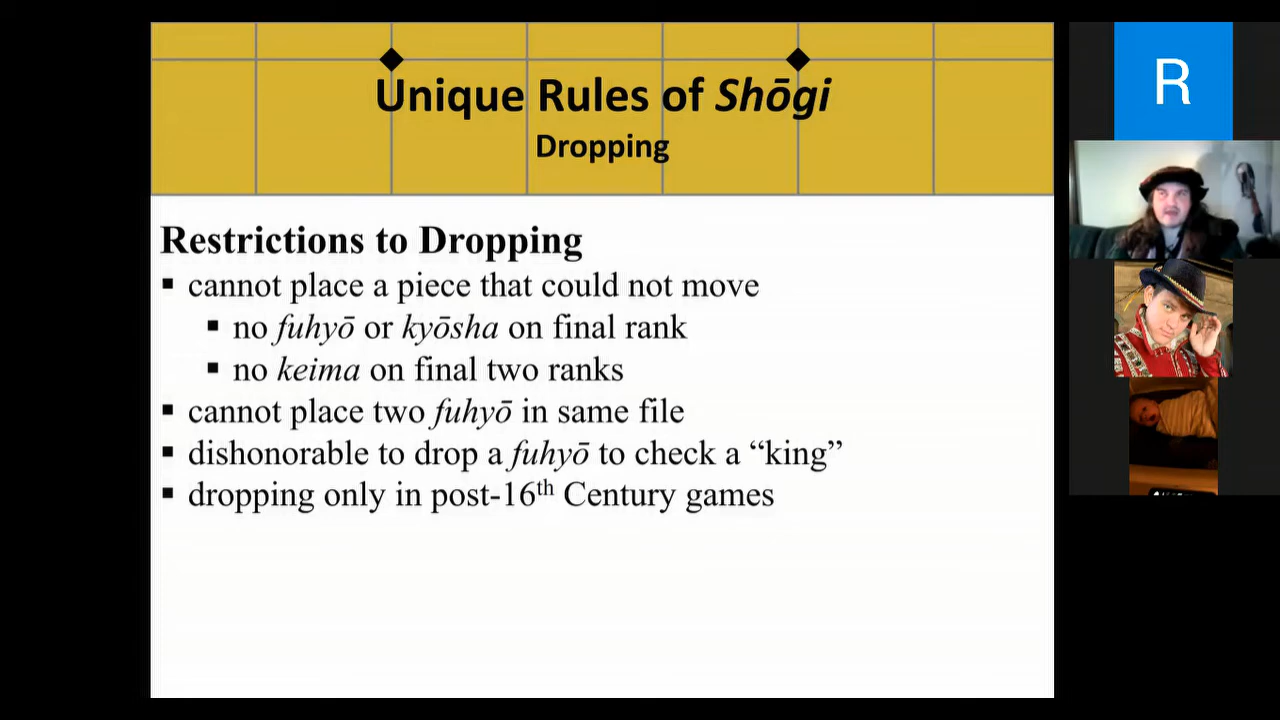 Unique Rules of Shōgi
Dropping
Restrictions to Dropping
▪ cannot place a piece that could not move
▪ no fuhyō or kyōsha on final rank
▪ no keima on final two ranks
▪ cannot place two fuhyō in same file
▪ dishonorable to drop a fuhyō to check a “king”
▪ dropping only in post-16th Century games
R